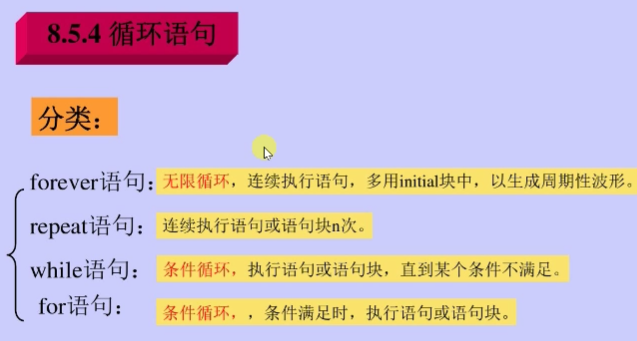 8.5.4 循环语句
分类：
forever语句：无限循环，连续执行语句，多用initial块中，以生成周期性波形。
repeat语句：连续执行语句或语句块n次。
while语句：条件循环，执行语句或语句块，直到某个条件不满足。
for语句：条件循环，，条件满足时，执行语句或语句块。